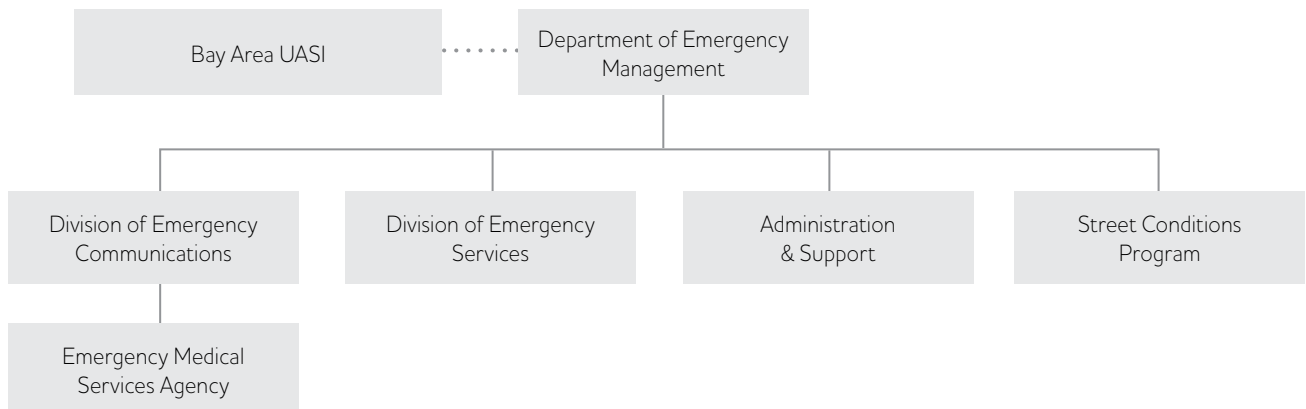 Bay Area UASI
Department of Emergency
Management
Division of Emergency
Communications
Division of Emergency
Services
Administration
& Support
Street Conditions
Program
Emergency Medical
Services Agency